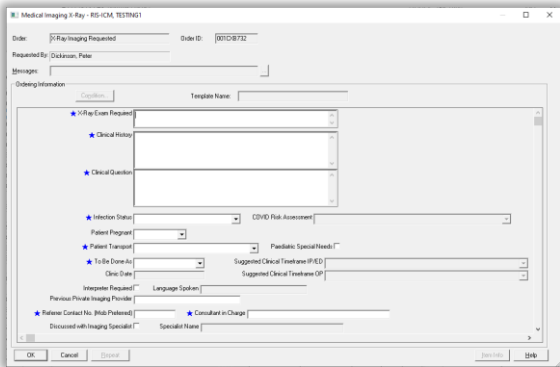 Medical Imaging X-Ray - RIS-ICM, TESTING1
Order: X-Ray Imaging Requested Order ID: 001CXB732
Requested By: Dickinson, Peter
Messages:
Ordering Information
Condition... Template Name:
★ X-Ray Exam Required
★ Clinical History
★ Clinical Question
★ Infection Status COVID Risk Assessment
Patient Pregnant
★ Patient Transport Paediatric Special Needs
★ To Be Done As Suggested Clinical Timeframe IP/ED
Clinic Date Suggested Clinical Timeframe OP
Interpreter Required Language Spoken
Previous Private Imaging Provider
★ Referrer Contact No. (Mob Preferred) ★ Consultant in Charge
Discussed with Imaging Specialist Specialist Name
OK Cancel Repeat Item Info Help